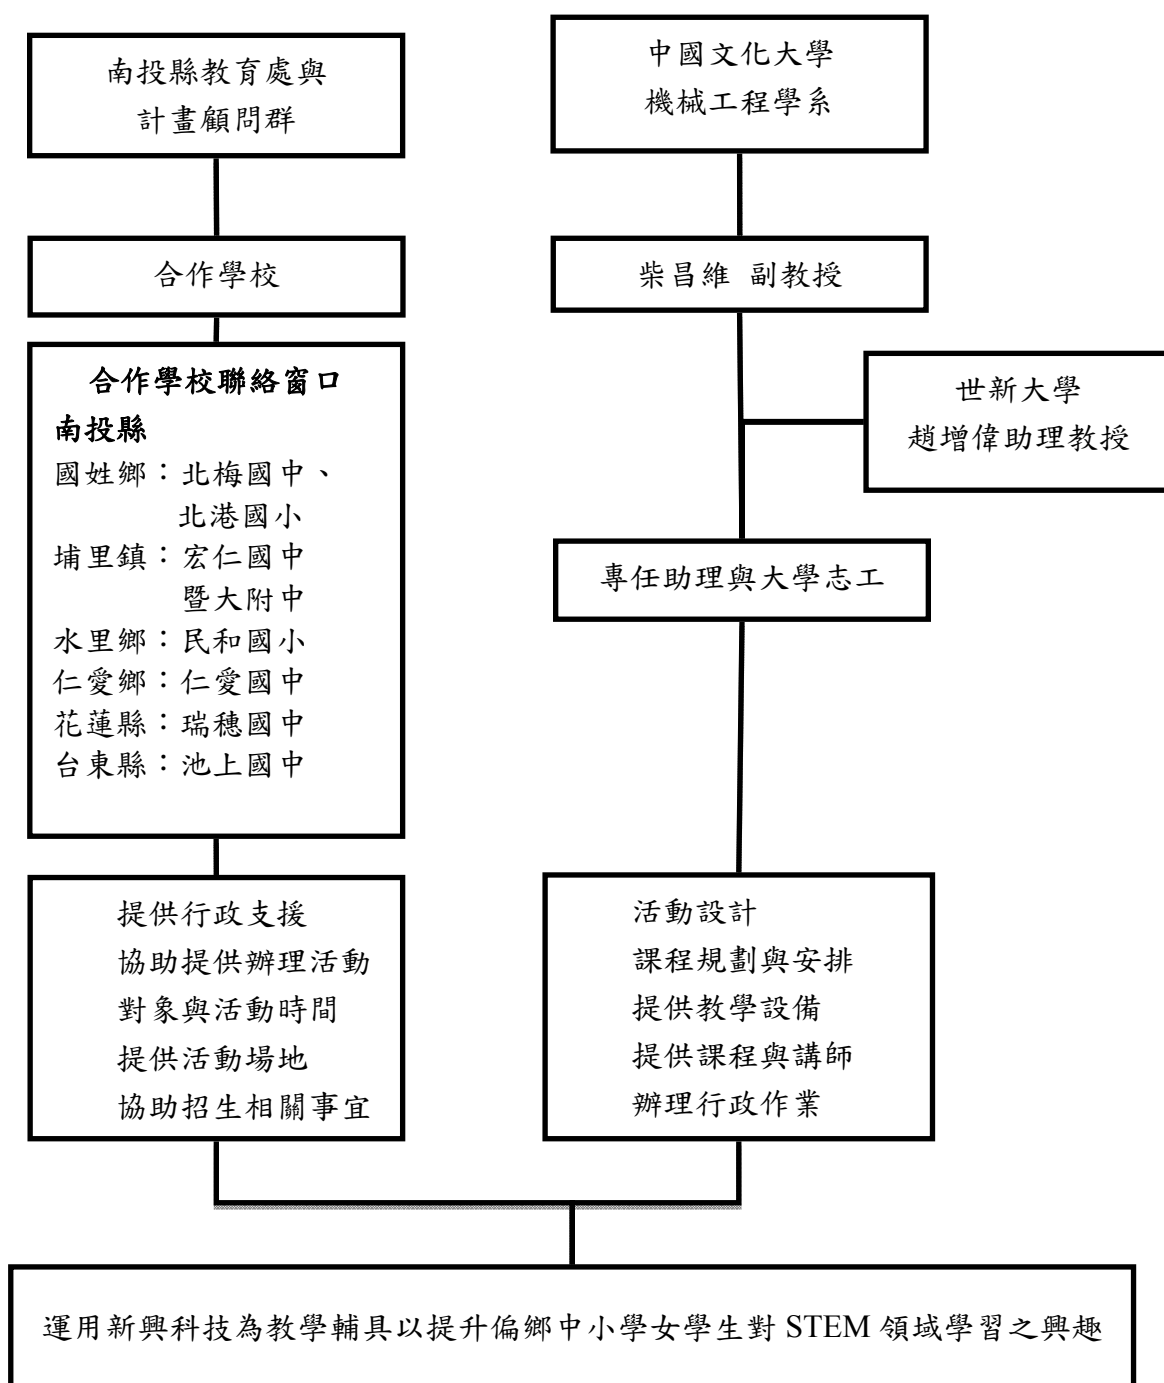 南投縣教育處與
計畫顧問群
合作學校
合作學校聯絡窗口
南投縣
國姓鄉：北梅國中、
北港國小
埔里鎮：宏仁國中
暨大附中
水里鄉：民和國小
仁愛鄉：仁愛國中
花蓮縣：瑞穗國中
台東縣：池上國中
提供行政支援
協助提供辦理活動
對象與活動時間
提供活動場地
協助招生相關事宜
中國文化大學
機械工程學系
柴昌維 副教授
世新大學
趙增偉助理教授
專任助理與大學志工
活動設計
課程規劃與安排
提供教學設備
提供課程與講師
辦理行政作業
運用新興科技為教學輔具以提升偏鄉中小學女學生對 STEM 領域學習之興趣